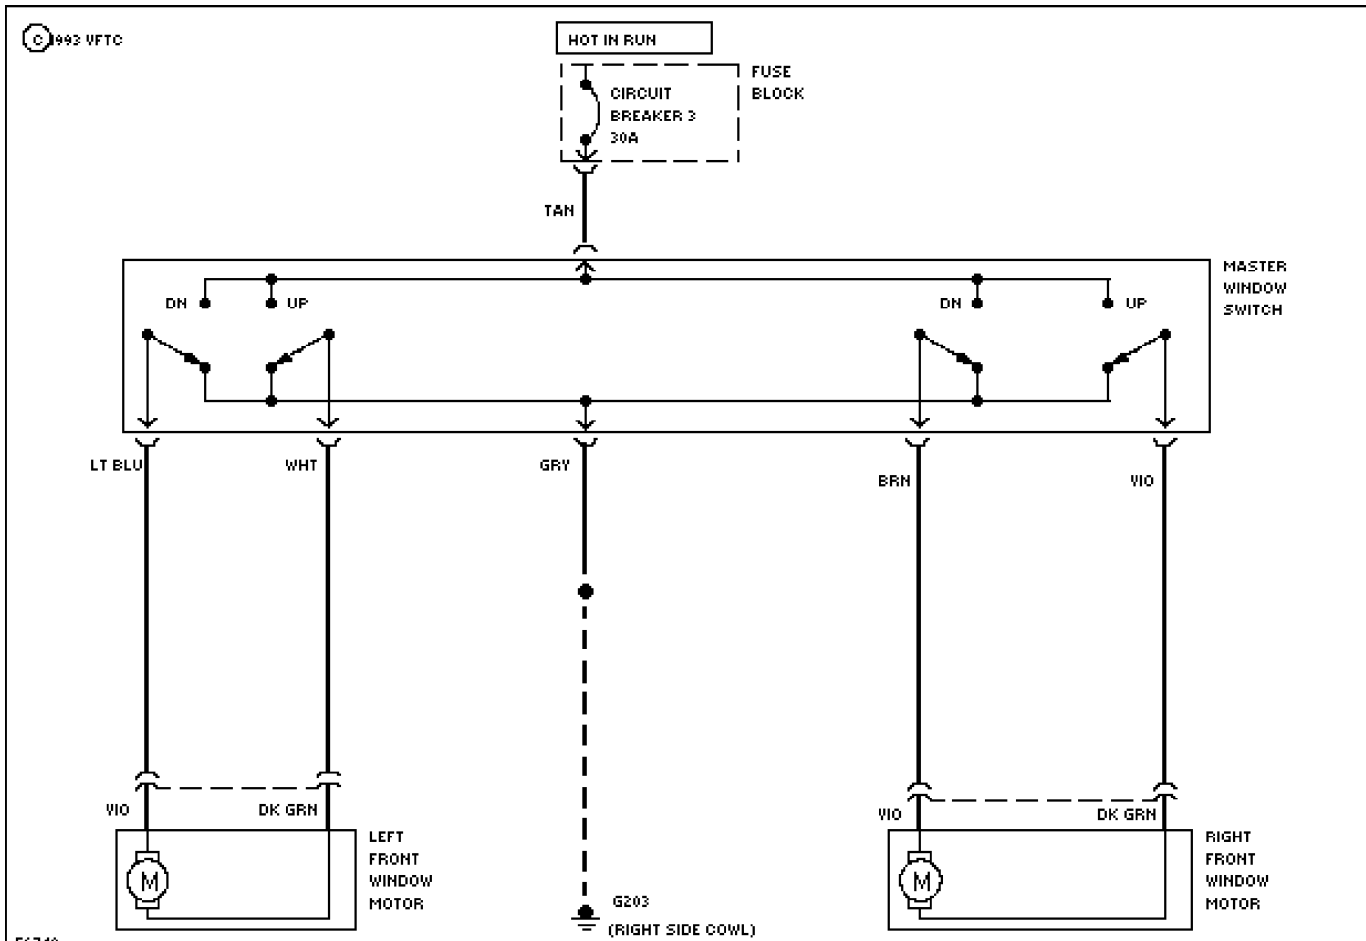 © 1993 VFTC
HOT IN RUN
FUSE
BLOCK
CIRCUIT
BREAKER 3
30A
TAN
MASTER
WINDOW
SWITCH
DN
UP
DN
UP
LT BLU
WHT
GRY
BRN
VIO
VIO
DK GRN
VIO
DK GRN
LEFT
FRONT
WINDOW
MOTOR
M
RIGHT
FRONT
WINDOW
MOTOR
M
G203
(RIGHT SIDE COWL)